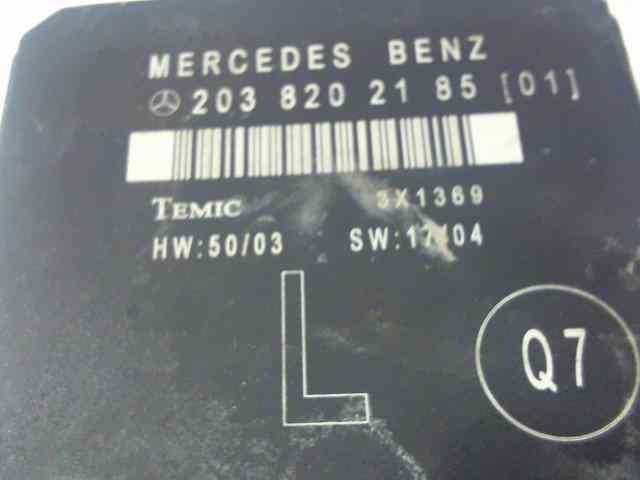 MERCEDES BENZ
203 820 21 85 [01]
TEMIC 3X1369
HW:50/03 SW:17/04
L
Q7